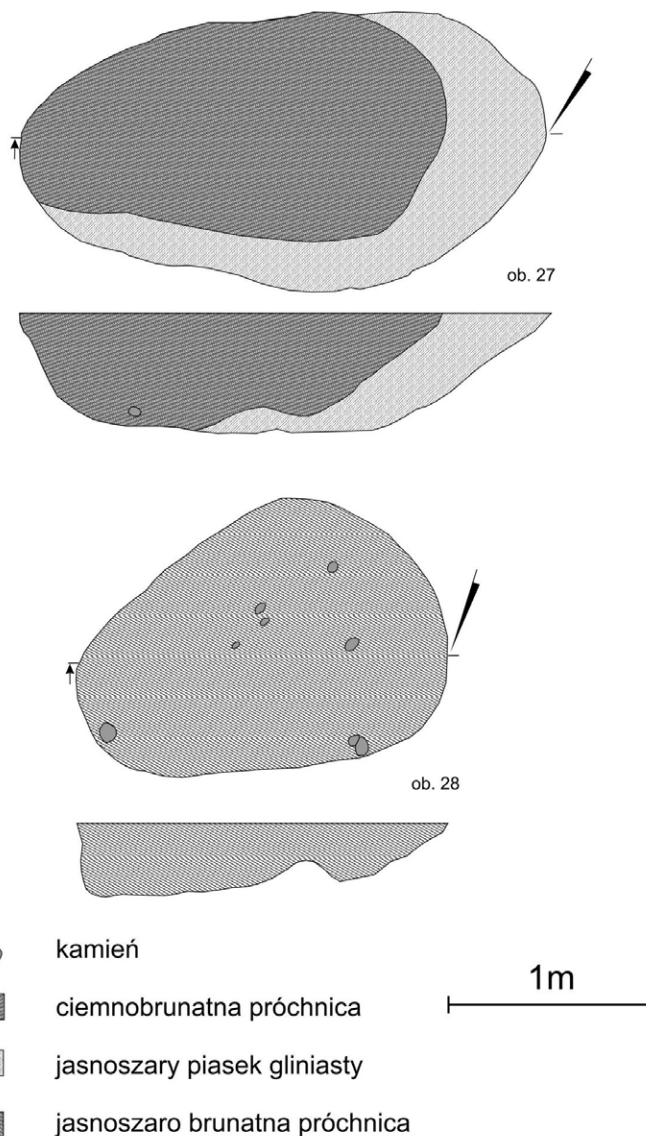 ob. 27
ob. 28
kamień
1m
ciemnobrunatna próchnica
jasnoszary piasek gliniasty
jasnoszaro brunatna próchnica